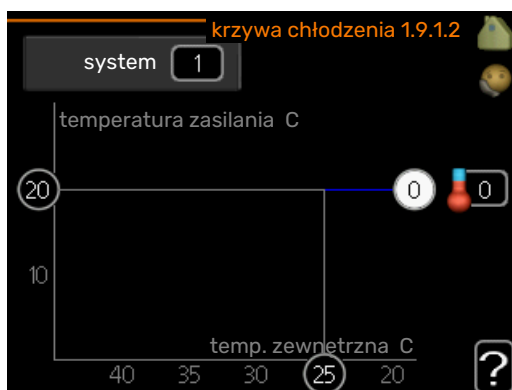 krzywa chłodzenia 1.9.1.2
system 1
temperatura zasilania C
20
0
0
10
temp. zewnetrzna C
40 35 30 25 20
?